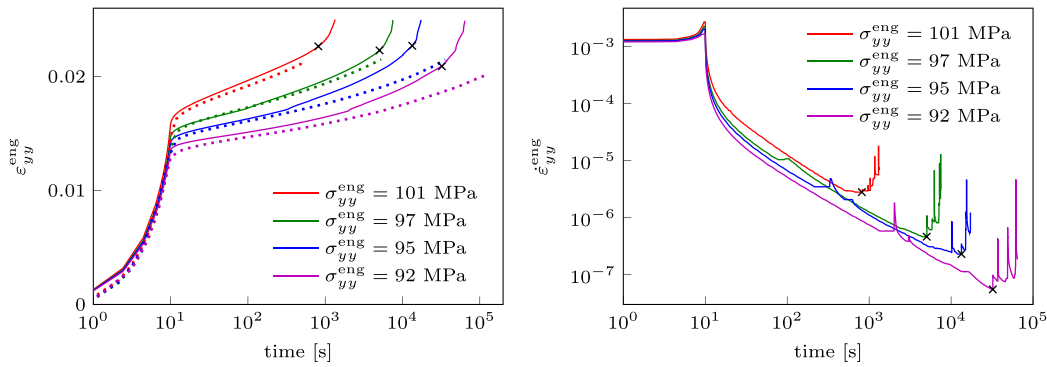 0.02
0.01
0
ε_yy^eng
σ_yy^eng = 101 MPa
σ_yy^eng = 97 MPa
σ_yy^eng = 95 MPa
σ_yy^eng = 92 MPa
10^0 10^1 10^2 10^3 10^4 10^5
time [s]
10^−3
10^−4
10^−5
10^−6
10^−7
ε̇_yy^eng
σ_yy^eng = 101 MPa
σ_yy^eng = 97 MPa
σ_yy^eng = 95 MPa
σ_yy^eng = 92 MPa
10^0 10^1 10^2 10^3 10^4 10^5
time [s]